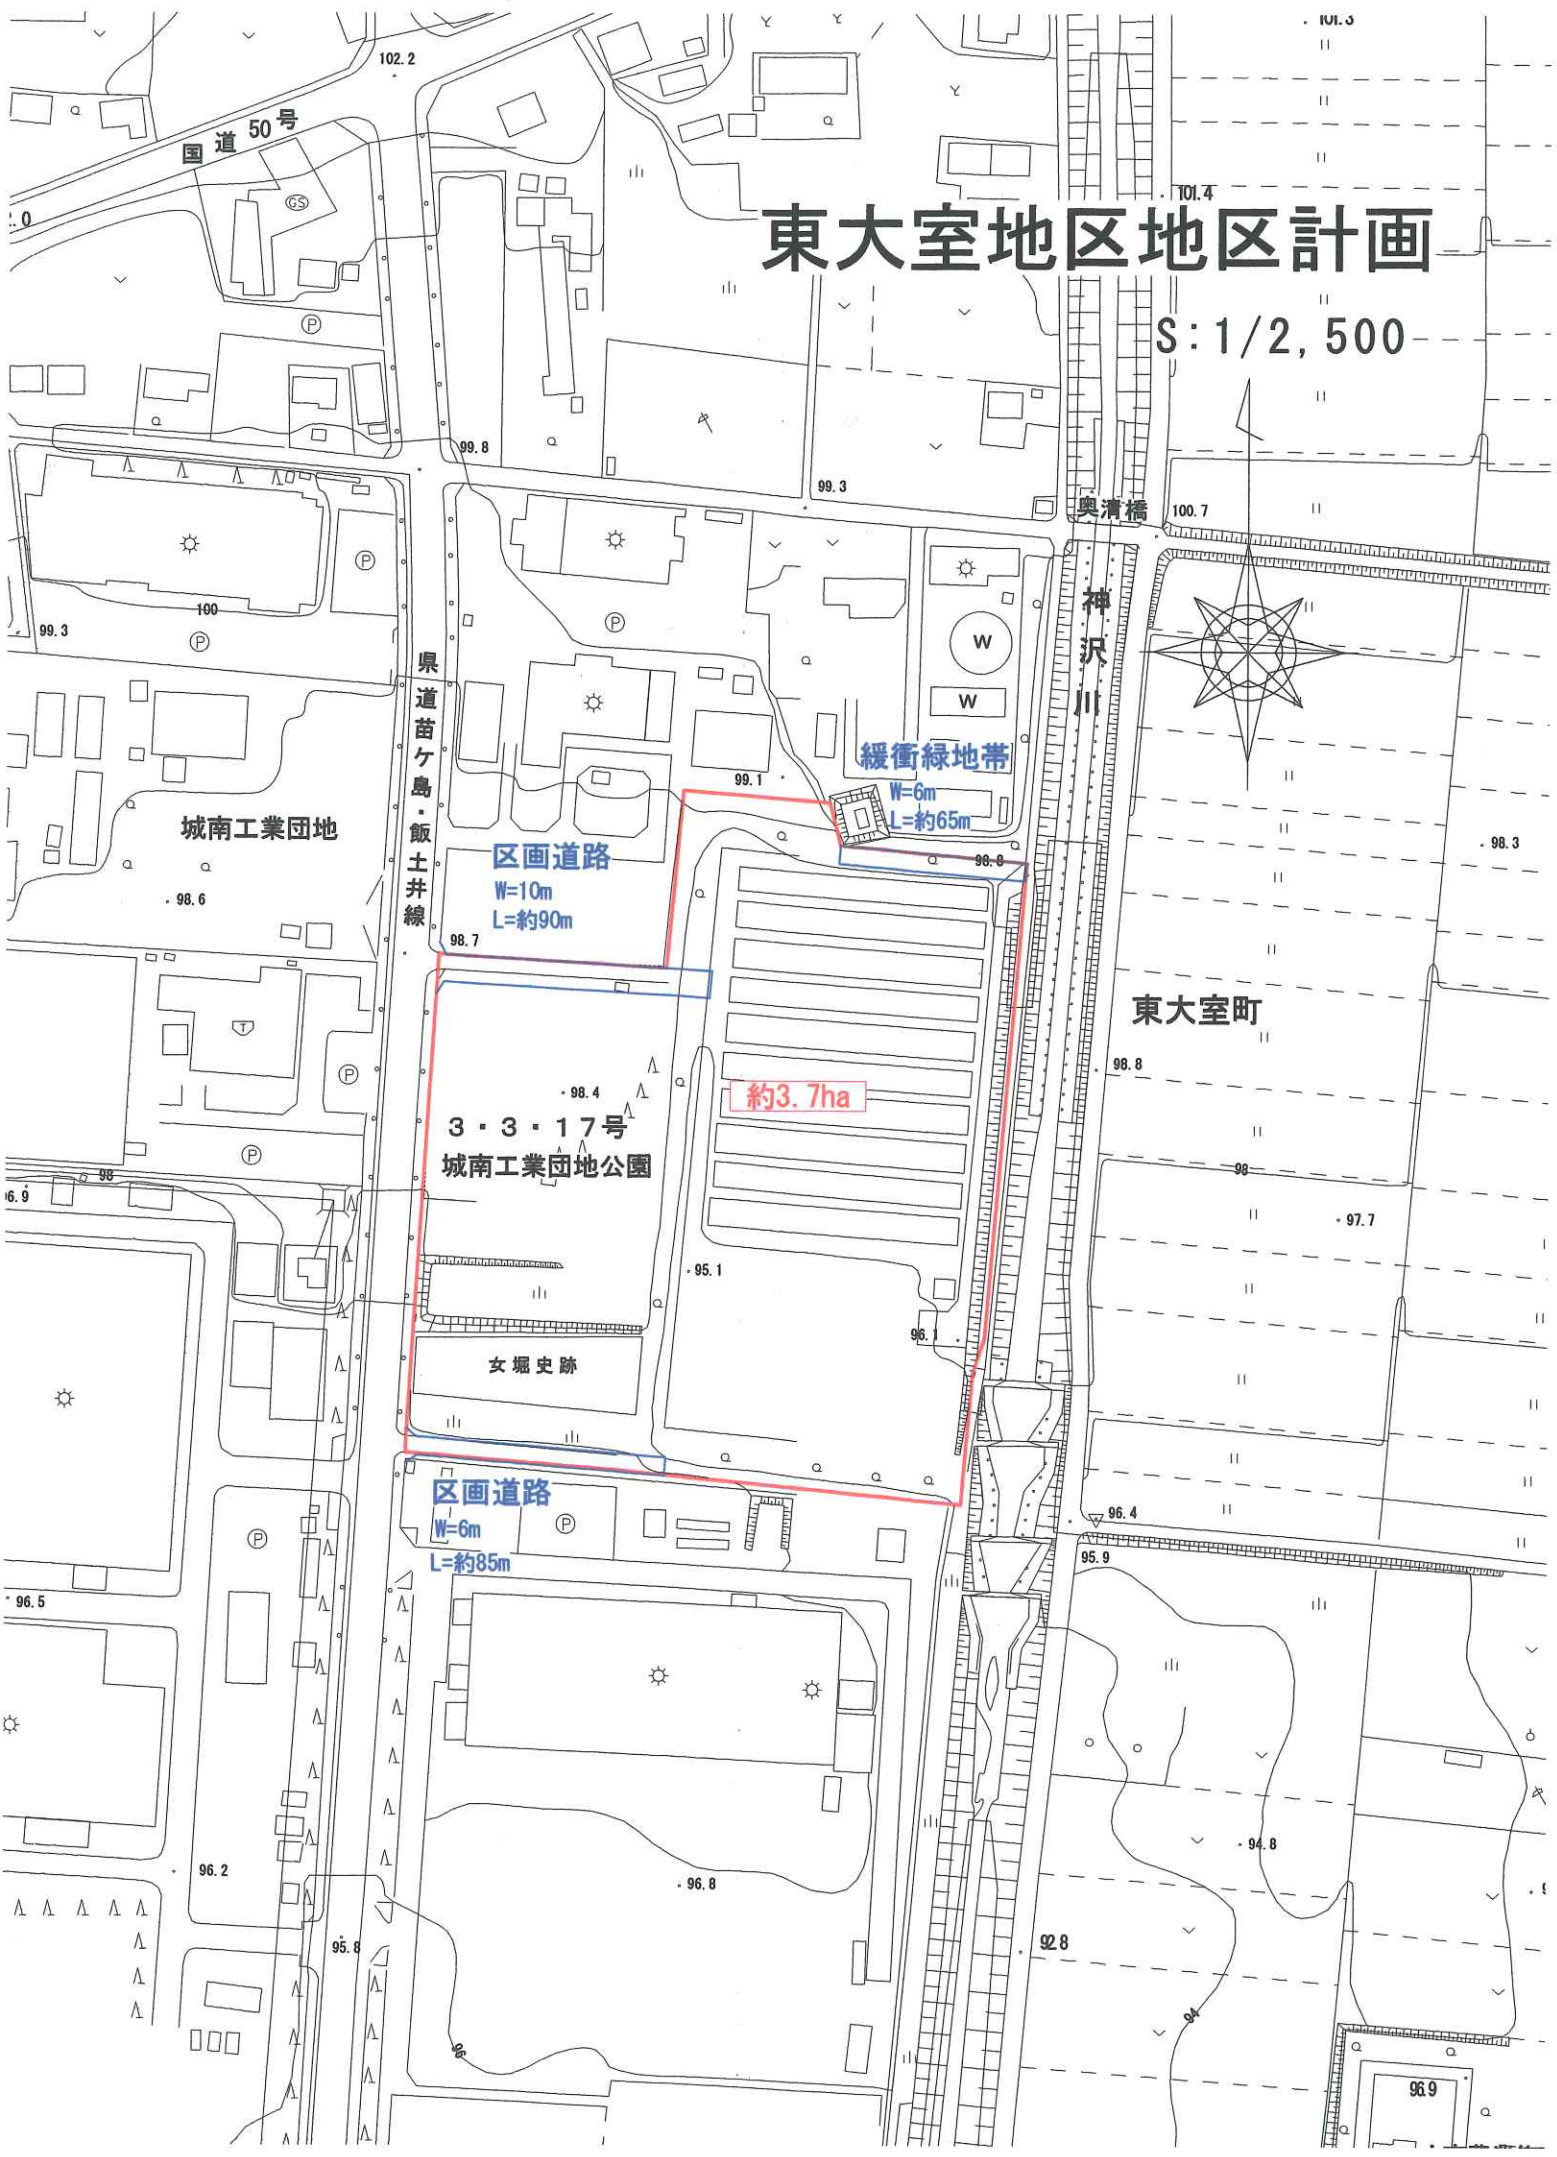 101.3
102.2
国道50号
GS
101.4
.0
東大室地区地区計画
S:1/2,500
P
99.8
99.3
奥清橋
100.7
P
100
P
99.3
P
神沢川
W
W
県道苗ケ島・飯土井線
緩衝緑地帯
99.1
W=6m
L=約65m
城南工業団地
区画道路
98.8
98.3
W=10m
98.6
L=約90m
98.7
東大室町
T
98.8
P
98.4
約3.7ha
3・3・17号
P
城南工業団地公園
98
98
96.9
97.7
95.1
96.1
女堀史跡
区画道路
96.4
W=6m
P
P
95.9
L=約85m
96.5
94.8
96.2
96.8
95.8
92.8
94
96
96.9